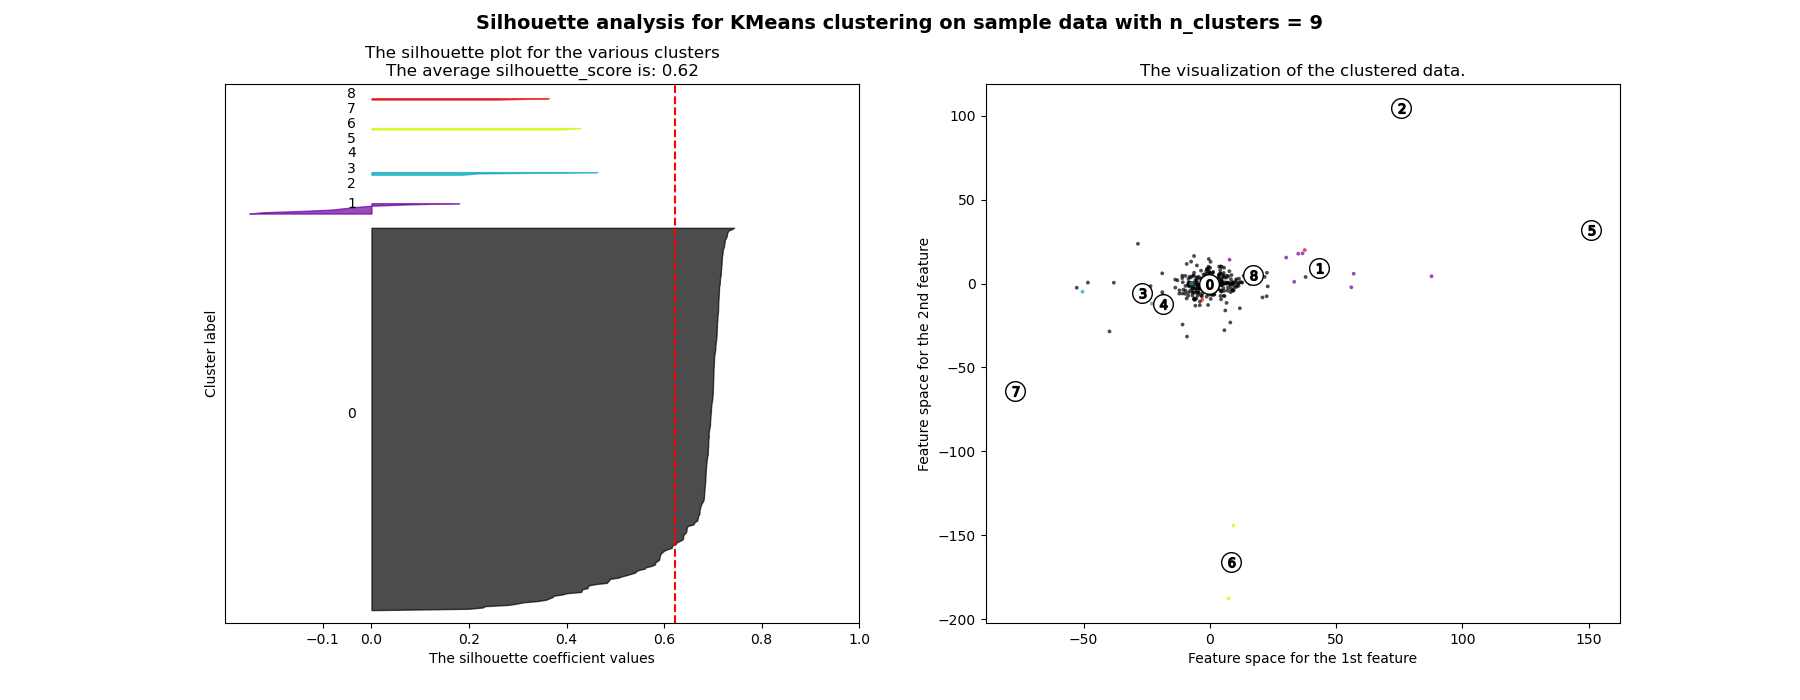 Silhouette analysis for KMeans clustering on sample data with n_clusters = 9
The silhouette plot for the various clusters
The average silhouette_score is: 0.62
8
7
6
5
4
3
2
1
0
Cluster label
−0.1 0.0 0.2 0.4 0.6 0.8 1.0
The silhouette coefficient values
The visualization of the clustered data.
100
50
0
−50
−100
−150
−200
Feature space for the 2nd feature
2
5
1
8
0
3
4
7
6
−50 0 50 100 150
Feature space for the 1st feature